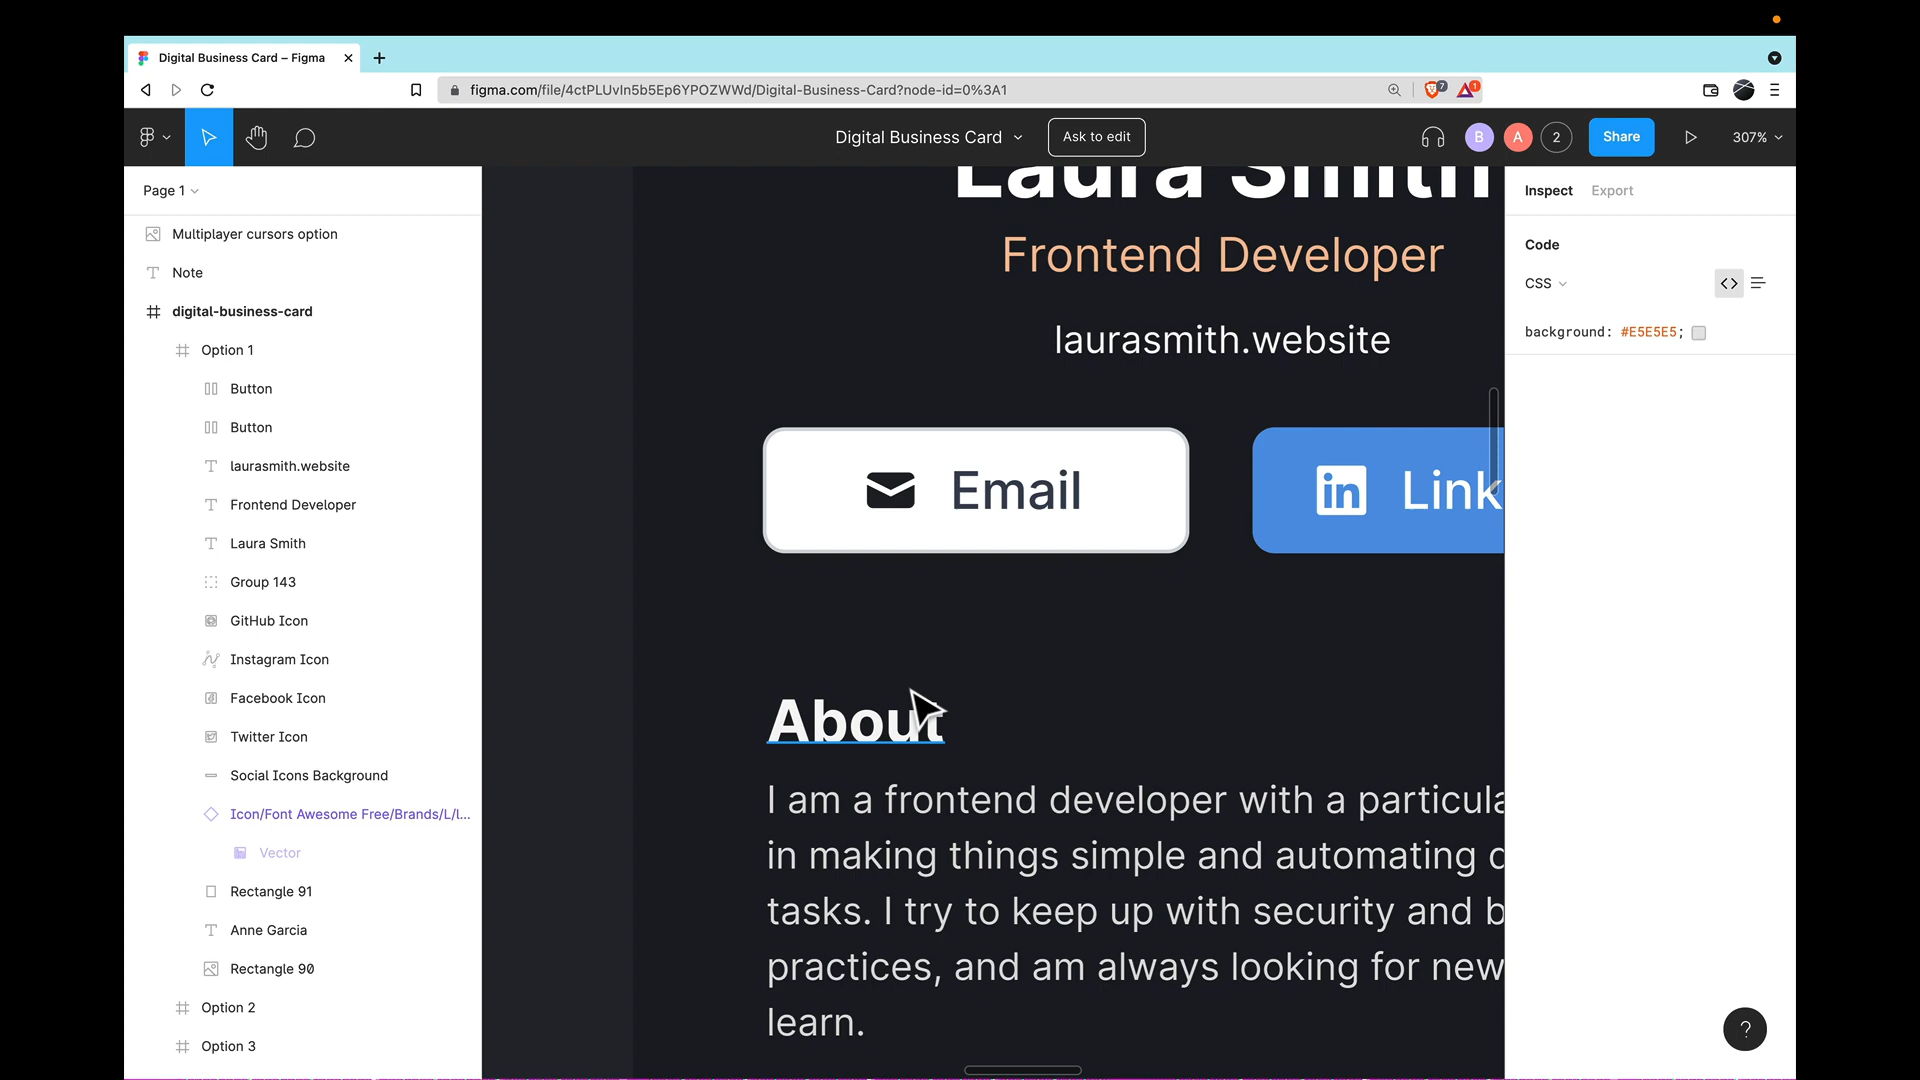 Digital Business Card – Figma
figma.com/file/4ctPLUvIn5b5Ep6YPOZWWd/Digital-Business-Card?node-id=0%3A1
7
1
Digital Business Card
Ask to edit
B
A
2
Share
307%
Page 1
Multiplayer cursors option
Note
digital-business-card
Option 1
Button
Button
laurasmith.website
Frontend Developer
Laura Smith
Group 143
GitHub Icon
Instagram Icon
Facebook Icon
Twitter Icon
Social Icons Background
Icon/Font Awesome Free/Brands/L/l...
Vector
Rectangle 91
Anne Garcia
Rectangle 90
Option 2
Option 3
Laura Smith
Frontend Developer
laurasmith.website
Email
in Link
About
I am a frontend developer with a particula
in making things simple and automating d
tasks. I try to keep up with security and b
practices, and am always looking for new
learn.
Inspect Export
Code
CSS
background: #E5E5E5;
?